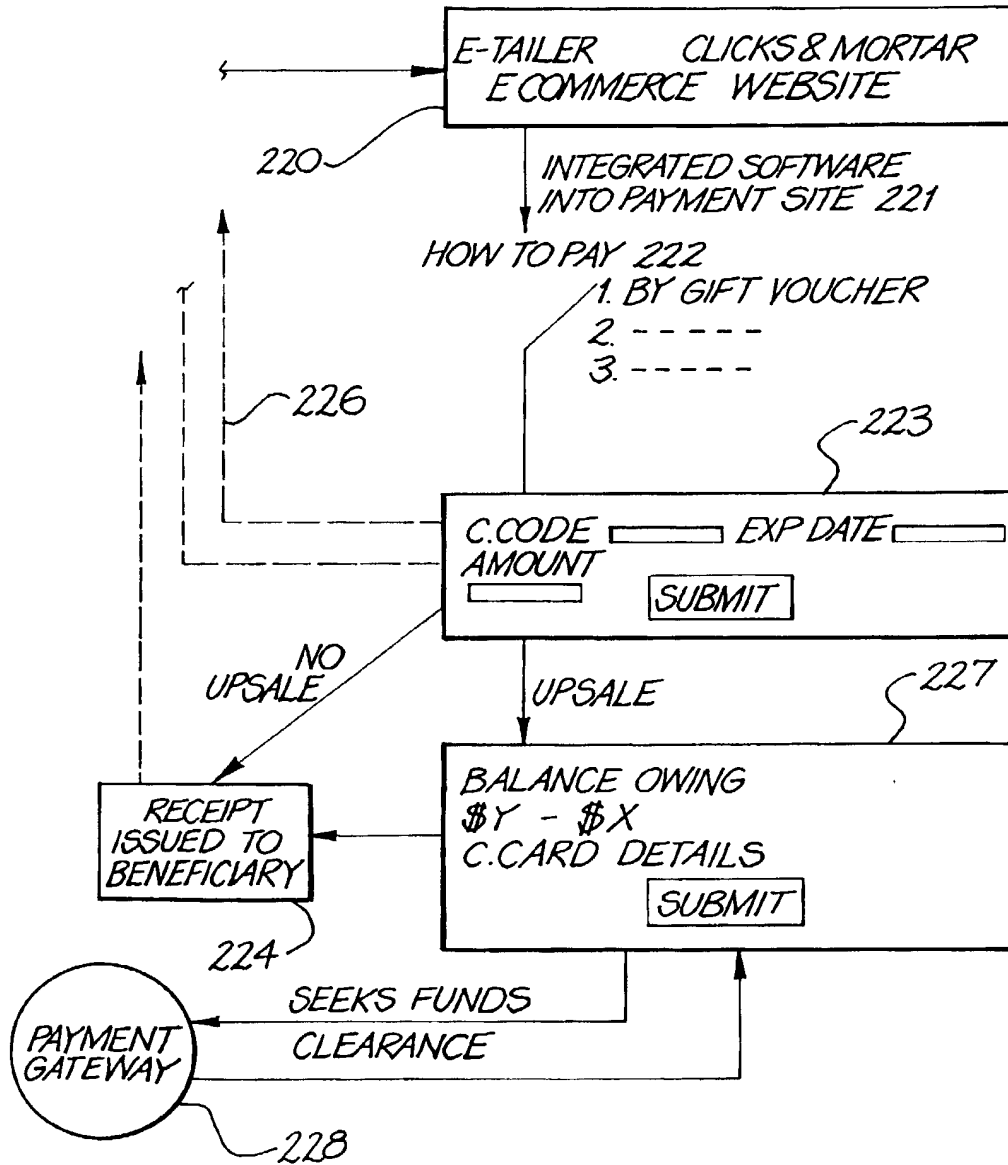 E-TAILER CLICKS & MORTAR
E COMMERCE WEBSITE
220
INTEGRATED SOFTWARE
INTO PAYMENT SITE 221
HOW TO PAY 222
1. BY GIFT VOUCHER
2. - - - - -
3. - - - - -
226
223
C.CODE EXP DATE
AMOUNT
SUBMIT
NO
UPSALE
UPSALE
227
BALANCE OWING
$Y - $X
C.CARD DETAILS
SUBMIT
RECEIPT
ISSUED TO
BENEFICIARY
224
SEEKS FUNDS
CLEARANCE
PAYMENT
GATEWAY
228